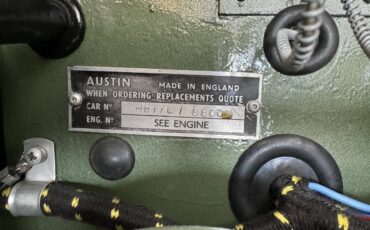 AUSTIN MADE IN ENGLAND
WHEN ORDERING REPLACEMENTS QUOTE
CAR Nº
ENG. Nº SEE ENGINE